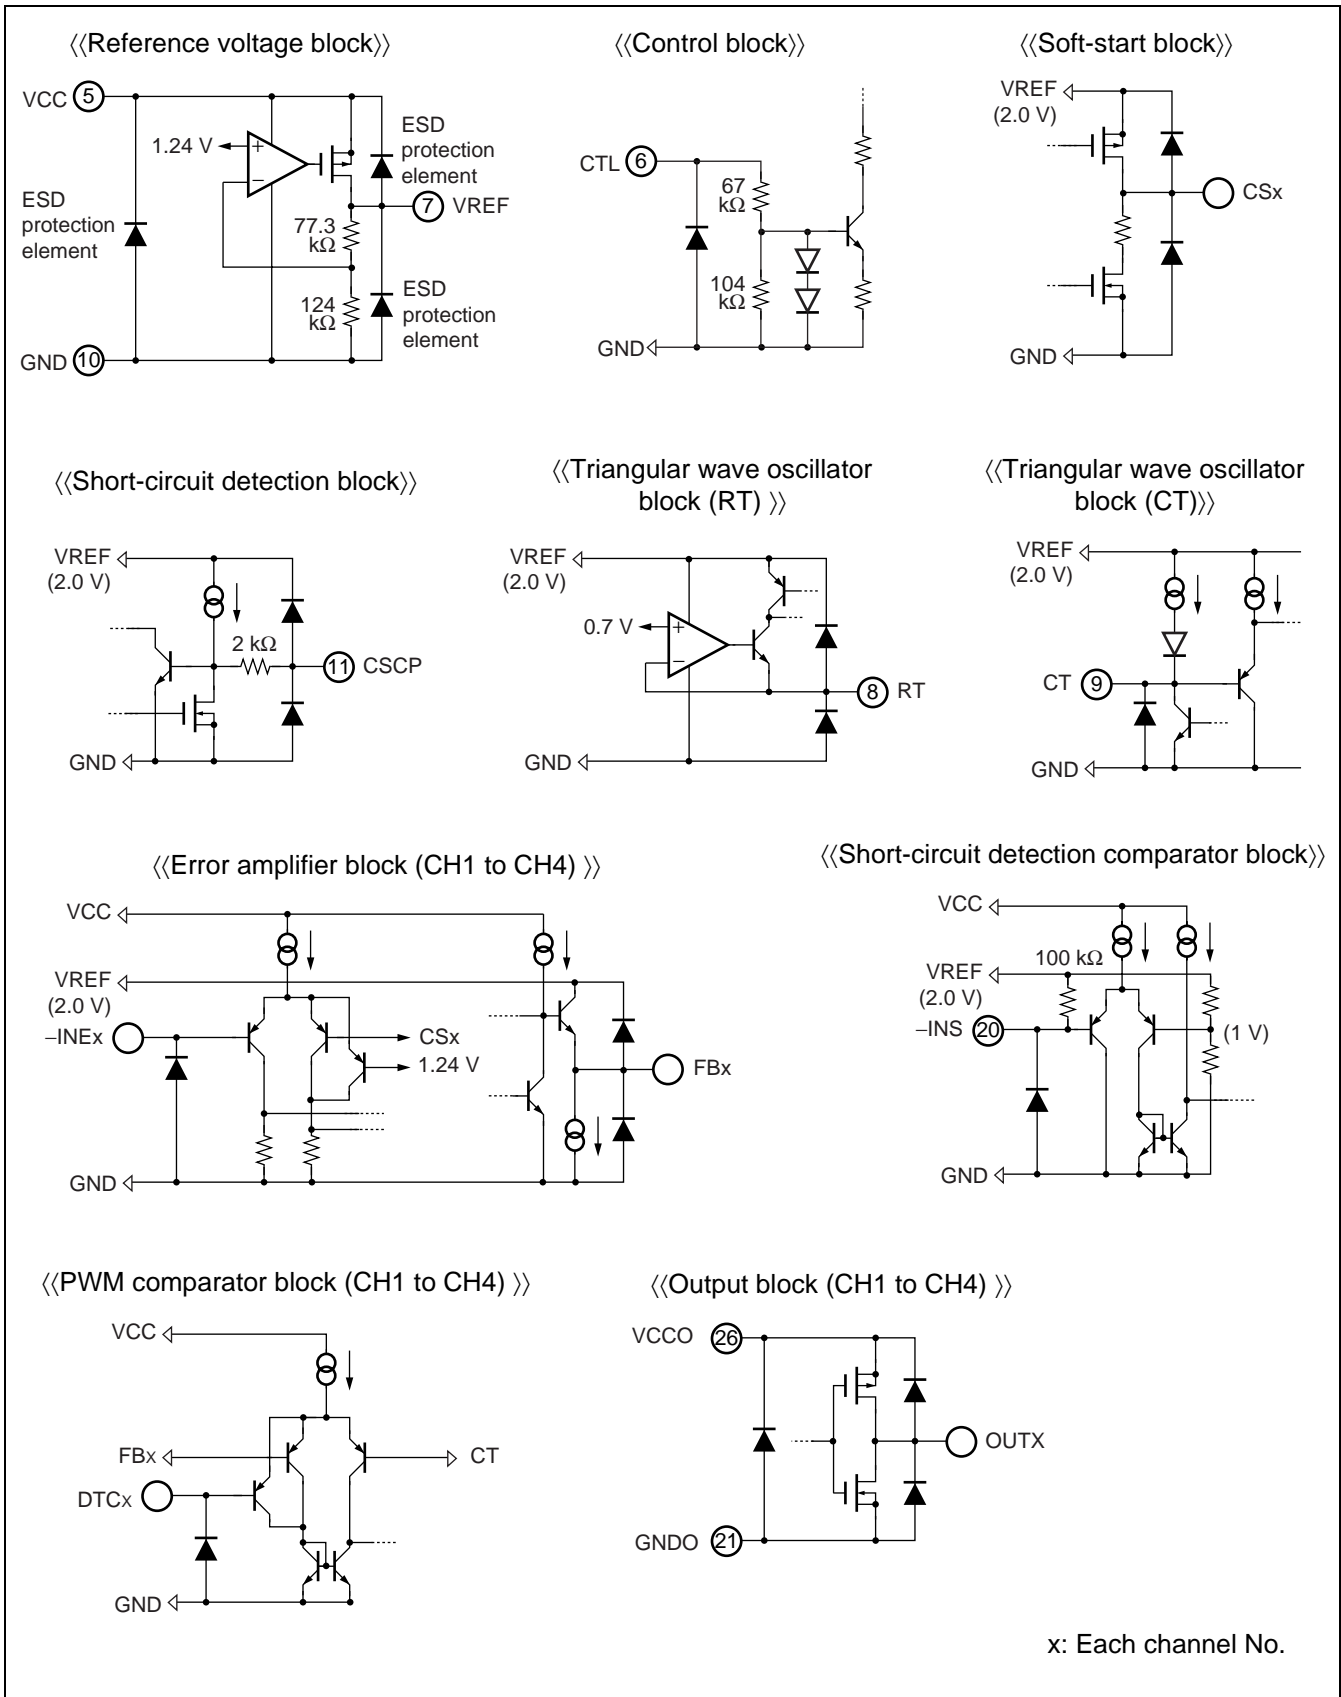 ⟨⟨Reference voltage block⟩⟩
VCC 5
1.24 V
+
−
ESD
protection
element
ESD
protection
element
7 VREF
77.3
kΩ
124
kΩ
ESD
protection
element
GND 10
⟨⟨Control block⟩⟩
CTL 6
67
kΩ
104
kΩ
GND
⟨⟨Soft-start block⟩⟩
VREF
(2.0 V)
CSx
GND
⟨⟨Short-circuit detection block⟩⟩
VREF
(2.0 V)
2 kΩ
11 CSCP
GND
⟨⟨Triangular wave oscillator
block (RT) ⟩⟩
VREF
(2.0 V)
0.7 V
+
−
8 RT
GND
⟨⟨Triangular wave oscillator
block (CT)⟩⟩
VREF
(2.0 V)
CT 9
GND
⟨⟨Error amplifier block (CH1 to CH4) ⟩⟩
VCC
VREF
(2.0 V)
−INEx
CSx
1.24 V
FBx
GND
⟨⟨Short-circuit detection comparator block⟩⟩
VCC
100 kΩ
VREF
(2.0 V)
−INS 20
(1 V)
GND
⟨⟨PWM comparator block (CH1 to CH4) ⟩⟩
VCC
FBx
CT
DTCx
GND
⟨⟨Output block (CH1 to CH4) ⟩⟩
VCCO 26
OUTX
GNDO 21
x: Each channel No.